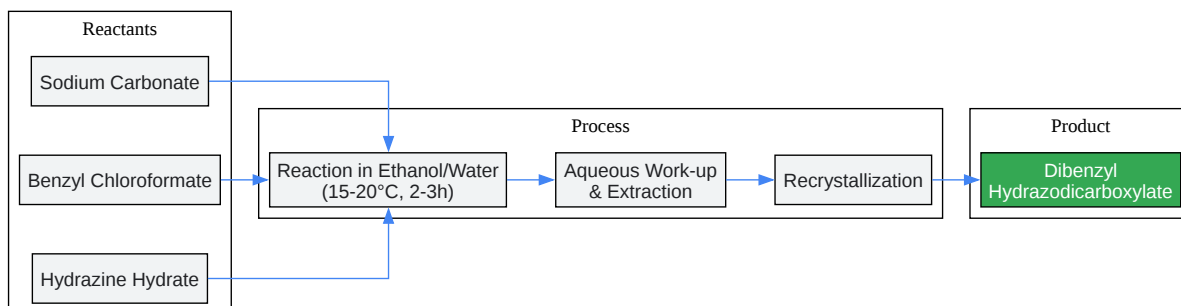 Reactants
Sodium Carbonate
Benzyl Chloroformate
Hydrazine Hydrate
Process
Reaction in Ethanol/Water
(15-20°C, 2-3h)
Aqueous Work-up
& Extraction
Recrystallization
Product
Dibenzyl
Hydrazodicarboxylate